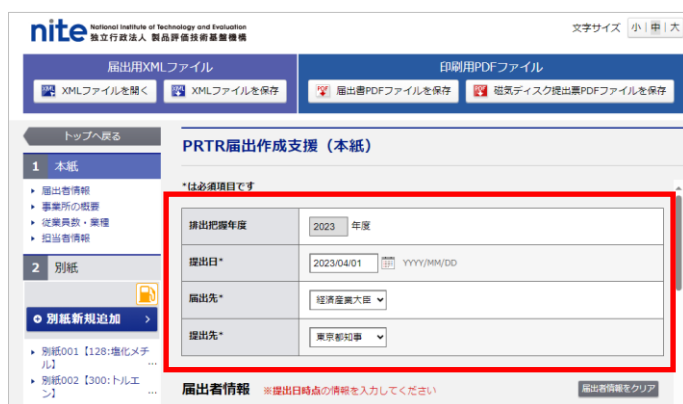 nite National Institute of Technology and Evaluation
独立行政法人 製品評価技術基盤機構
文字サイズ 小 中 大
届出用XMLファイル
XMLファイルを開く XMLファイルを保存
印刷用PDFファイル
届出書PDFファイルを保存 磁気ディスク提出票PDFファイルを保存
トップへ戻る
1 本紙
届出者情報
事業所の概要
従業員数・業種
担当者情報
2 別紙
別紙新規追加 >
別紙001【128:塩化メチ
ル】 …
別紙002【300:トルエ
ン】 …
PRTR届出作成支援（本紙）
*は必須項目です
排出把握年度 2023 年度
提出日* 2023/04/01 YYYY/MM/DD
届出先* 経済産業大臣
提出先* 東京都知事
届出者情報 ※提出日時点の情報を入力してください 届出者情報をクリア